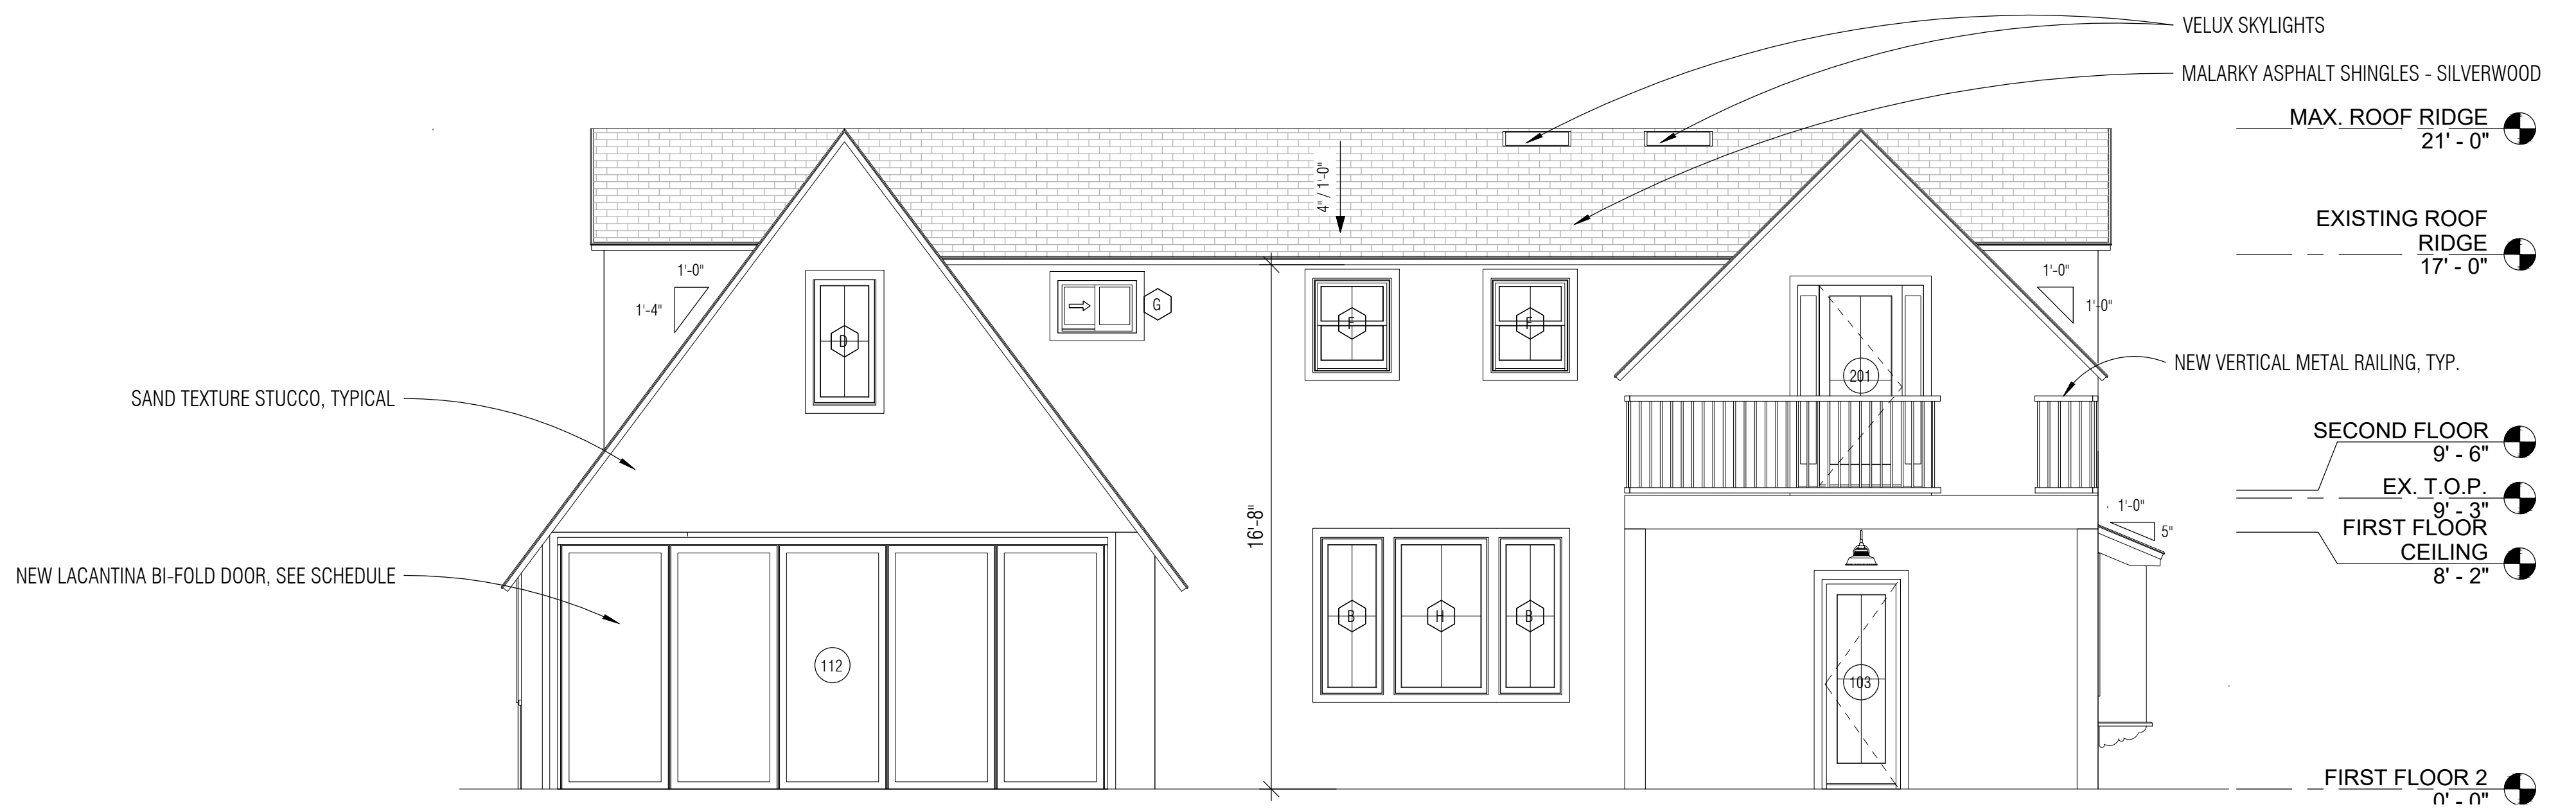 VELUX SKYLIGHTS
MALARKY ASPHALT SHINGLES - SILVERWOOD
MAX. ROOF RIDGE
21' - 0"
4" / 1'-0"
EXISTING ROOF
RIDGE
17' - 0"
1'-0"
1'-4"
G
D
F
F
1'-0"
1'-0"
201
NEW VERTICAL METAL RAILING, TYP.
SAND TEXTURE STUCCO, TYPICAL
SECOND FLOOR
9' - 6"
EX. T.O.P.
9' - 3"
1'-0"
5"
16'-8"
FIRST FLOOR
CEILING
8' - 2"
NEW LACANTINA BI-FOLD DOOR, SEE SCHEDULE
B
H
B
112
103
FIRST FLOOR 2
0' - 0"